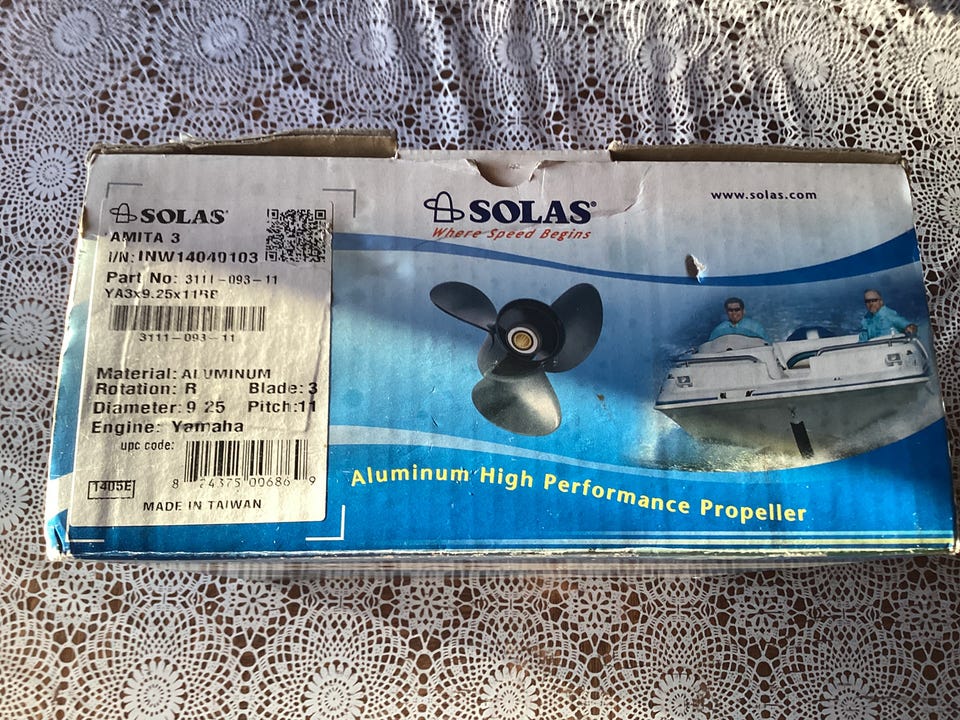 SOLAS
AMITA 3
I/N: INW14040103
Part No: 3111-093-11
YA3x9.25x11
3111-093-11
Material: ALUMINUM
Rotation: R Blade: 3
Diameter: 9 25 Pitch:11
Engine: Yamaha
upc code:
8 24375 00686 9
T405E
MADE IN TAIWAN
SOLAS
Where Speed Begins
www.solas.com
Aluminum High Performance Propeller